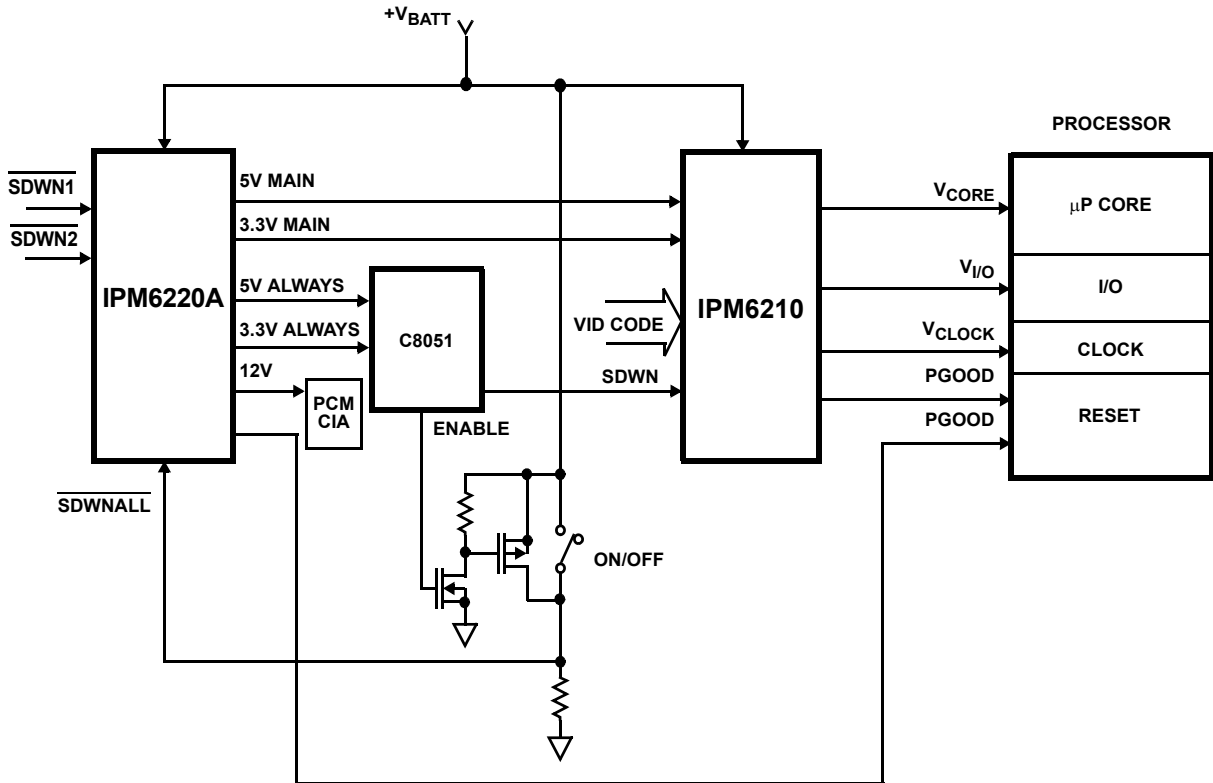 +VBATT
PROCESSOR
SDWN1
SDWN2
IPM6220A
5V MAIN
3.3V MAIN
5V ALWAYS
3.3V ALWAYS
12V
PCM
CIA
C8051
ENABLE
VID CODE
SDWN
IPM6210
VCORE
VI/O
VCLOCK
PGOOD
PGOOD
μP CORE
I/O
CLOCK
RESET
SDWNALL
ON/OFF